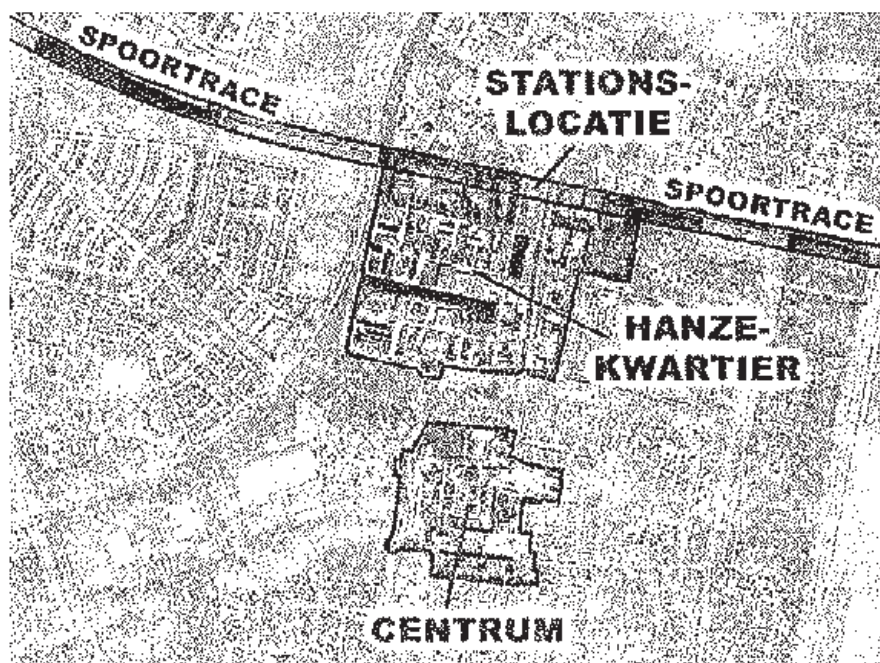 SPOORTRACE
STATIONS-
LOCATIE
SPOORTRACE
HANZE-
KWARTIER
CENTRUM